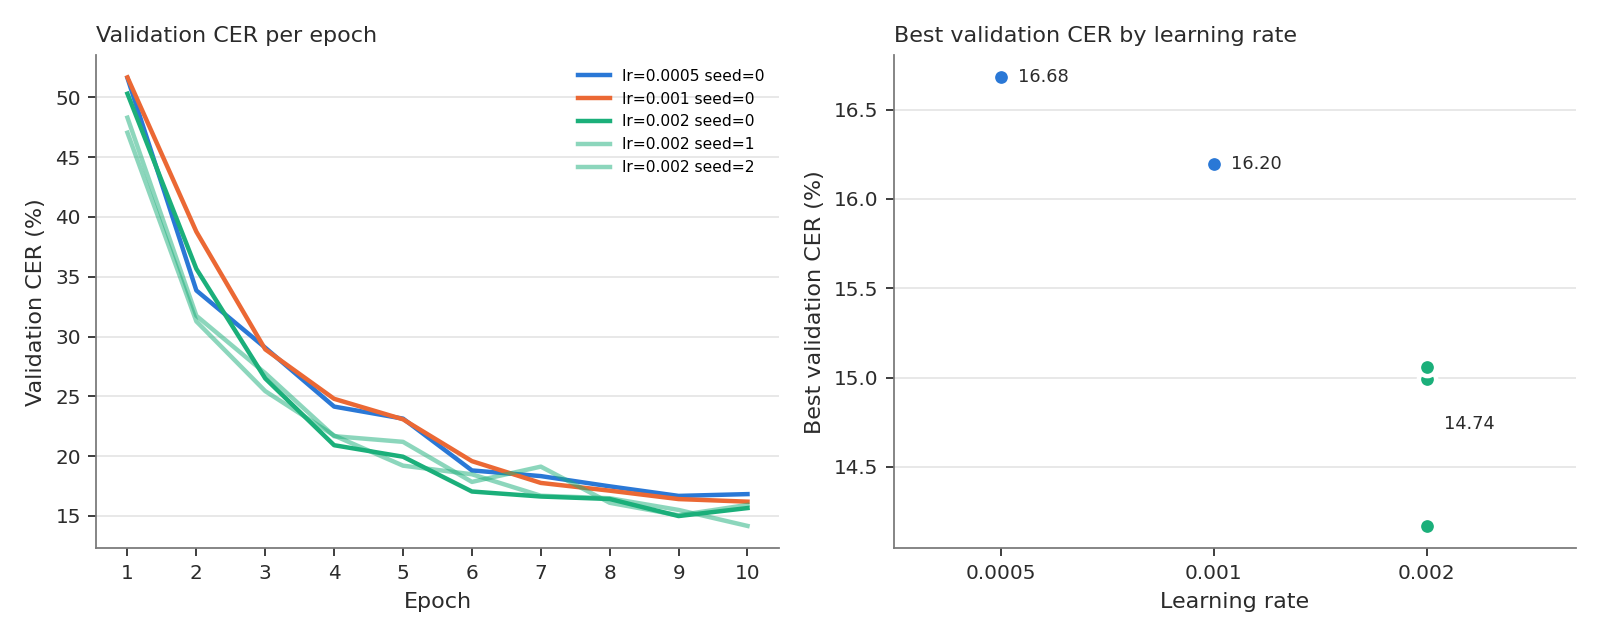 Validation CER per epoch
Validation CER (%)
50
45
40
35
30
25
20
15
lr=0.0005 seed=0
lr=0.001 seed=0
lr=0.002 seed=0
lr=0.002 seed=1
lr=0.002 seed=2
1 2 3 4 5 6 7 8 9 10
Epoch
Best validation CER by learning rate
Best validation CER (%)
16.5
16.0
15.5
15.0
14.5
16.68
16.20
14.74
0.0005 0.001 0.002
Learning rate